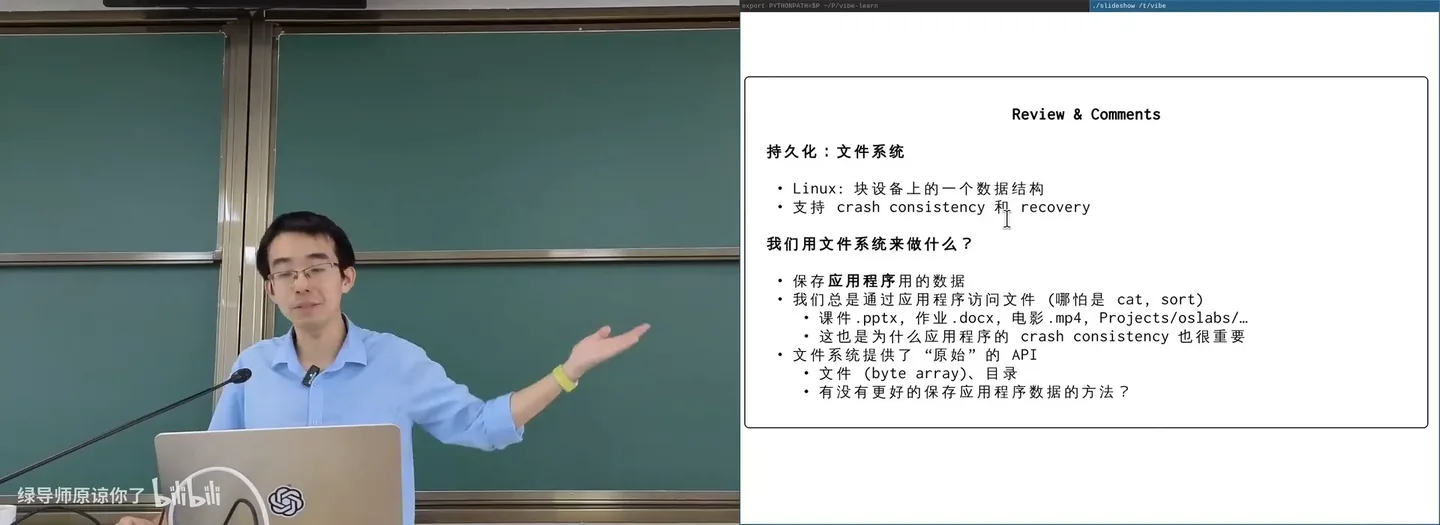 export PYTHONPATH=$P ~/P/vibe-learn
./slideshow /t/vibe
Review & Comments
持久化：文件系统
• Linux: 块设备上的一个数据结构
• 支持 crash consistency 和 recovery
我们用文件系统来做什么？
• 保存应用程序用的数据
• 我们总是通过应用程序访问文件 (哪怕是 cat, sort)
• 课件.pptx, 作业.docx, 电影.mp4, Projects/oslabs/…
• 这也是为什么应用程序的 crash consistency 也很重要
• 文件系统提供了 “原始” 的 API
• 文件 (byte array)、目录
• 有没有更好的保存应用程序数据的方法？
绿导师原谅你了 bilibili